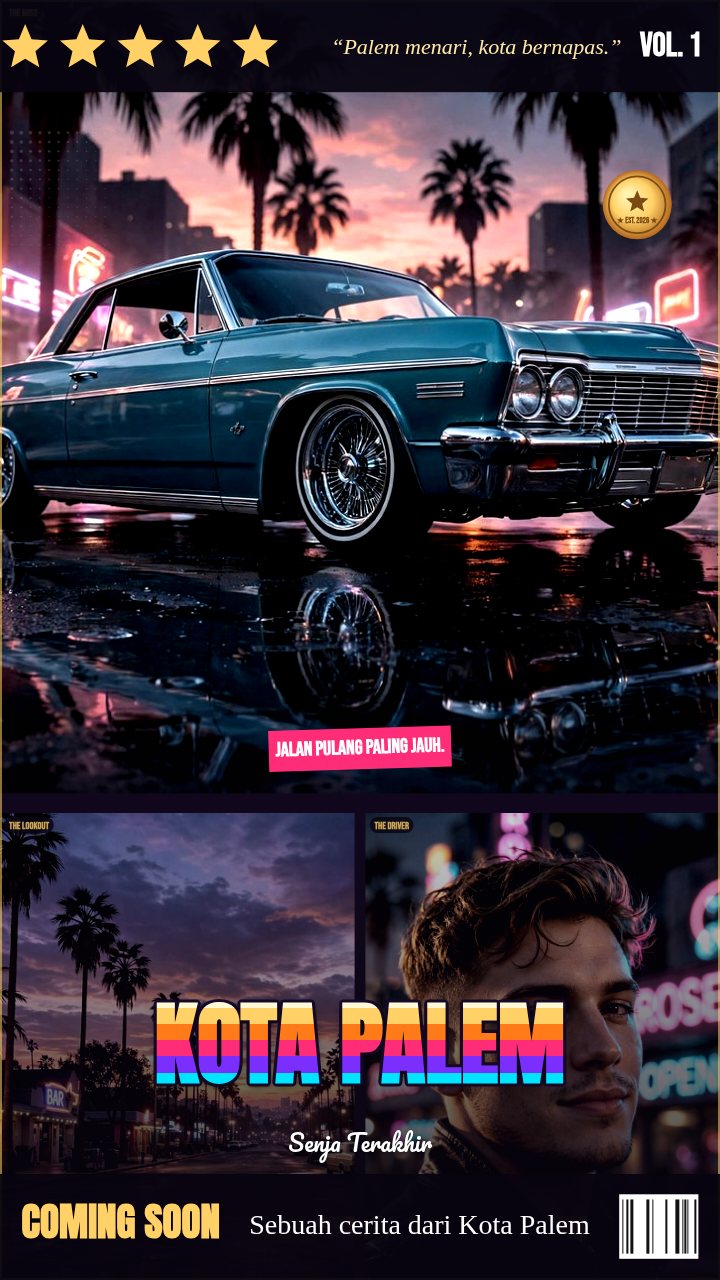 “Palem menari, kota bernapas.”
VOL. 1
★ EST. 2026 ★
JALAN PULANG PALING JAUH.
THE LOOKOUT
THE DRIVER
BAR
ROSE
OPEN
KOTA PALEM
Senja Terakhir
COMING SOON
Sebuah cerita dari Kota Palem